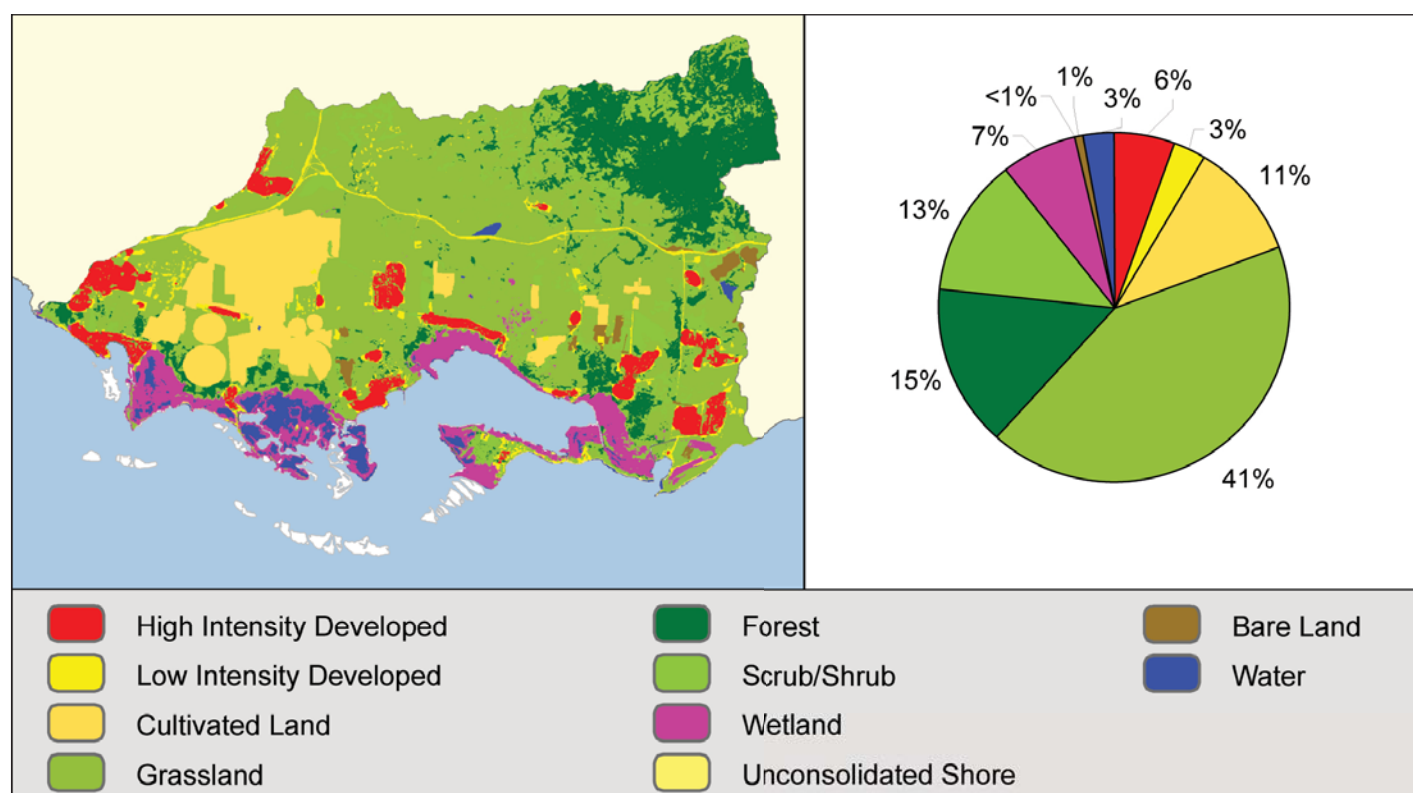 1%
<1%
3%
6%
7%
3%
11%
13%
15%
41%
High Intensity Developed
Low Intensity Developed
Cultivated Land
Grassland
Forest
Scrub/Shrub
Wetland
Unconsolidated Shore
Bare Land
Water